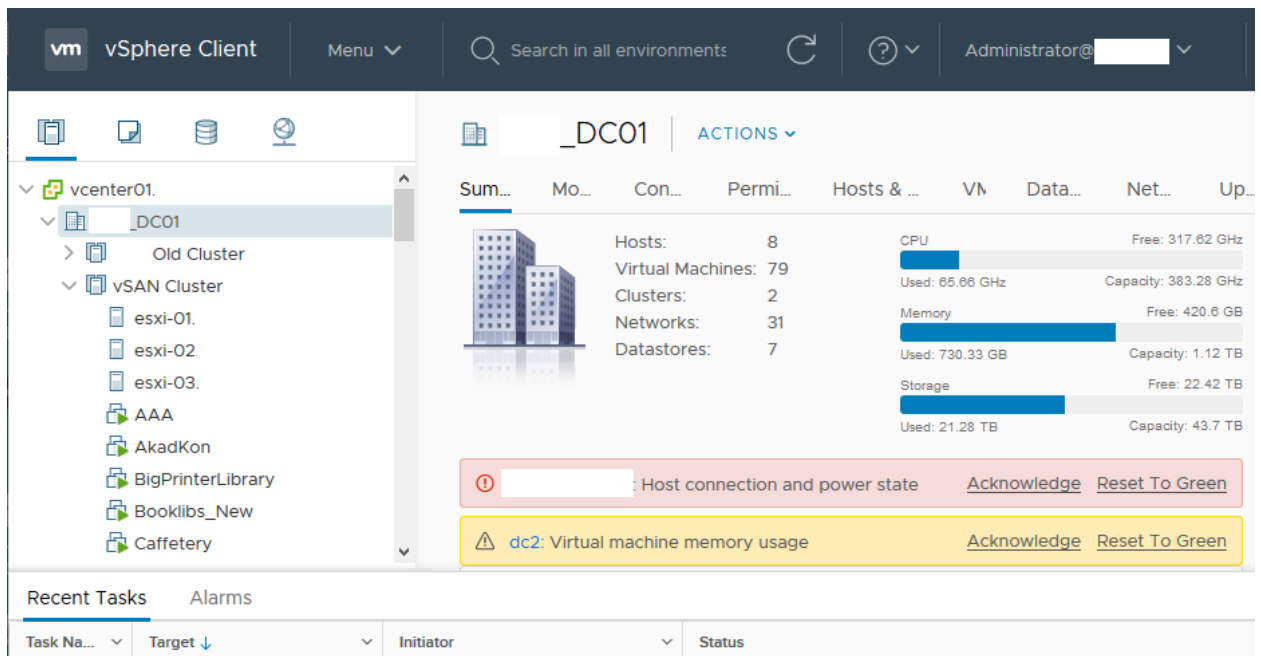 vm vSphere Client Menu Search in all environments ? Administrator@
_DC01 ACTIONS
Sum... Mo... Con... Permi... Hosts & ... VM Data... Net... Up...
vcenter01.
_DC01
Old Cluster
vSAN Cluster
esxi-01.
esxi-02
esxi-03.
AAA
AkadKon
BigPrinterLibrary
Booklibs_New
Caffetery
Hosts: 8
Virtual Machines: 79
Clusters: 2
Networks: 31
Datastores: 7
CPU Free: 317.62 GHz
Used: 65.66 GHz Capacity: 383.28 GHz
Memory Free: 420.6 GB
Used: 730.33 GB Capacity: 1.12 TB
Storage Free: 22.42 TB
Used: 21.28 TB Capacity: 43.7 TB
: Host connection and power state Acknowledge Reset To Green
dc2: Virtual machine memory usage Acknowledge Reset To Green
Recent Tasks Alarms
Task Na... Target Initiator Status